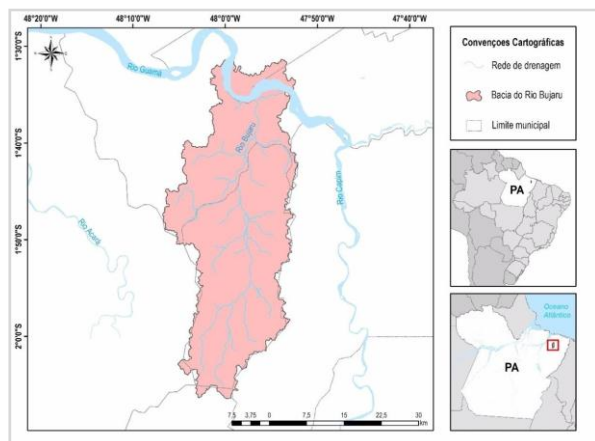 48°20'0"W
48°10'0"W
48°0'0"W
47°50'0"W
47°40'0"W
1°30'0"S
1°40'0"S
1°50'0"S
2°0'0"S
Rio Guamá
Rio Bujaru
Rio Capim
Rio Acará
7,5 3,75 0 7,5 15 22,5 30
km
Convençoes Cartográficas
Rede de drenagem
Bacia do Rio Bujaru
Limite municipal
PA
Oceano
Atlântico
PA